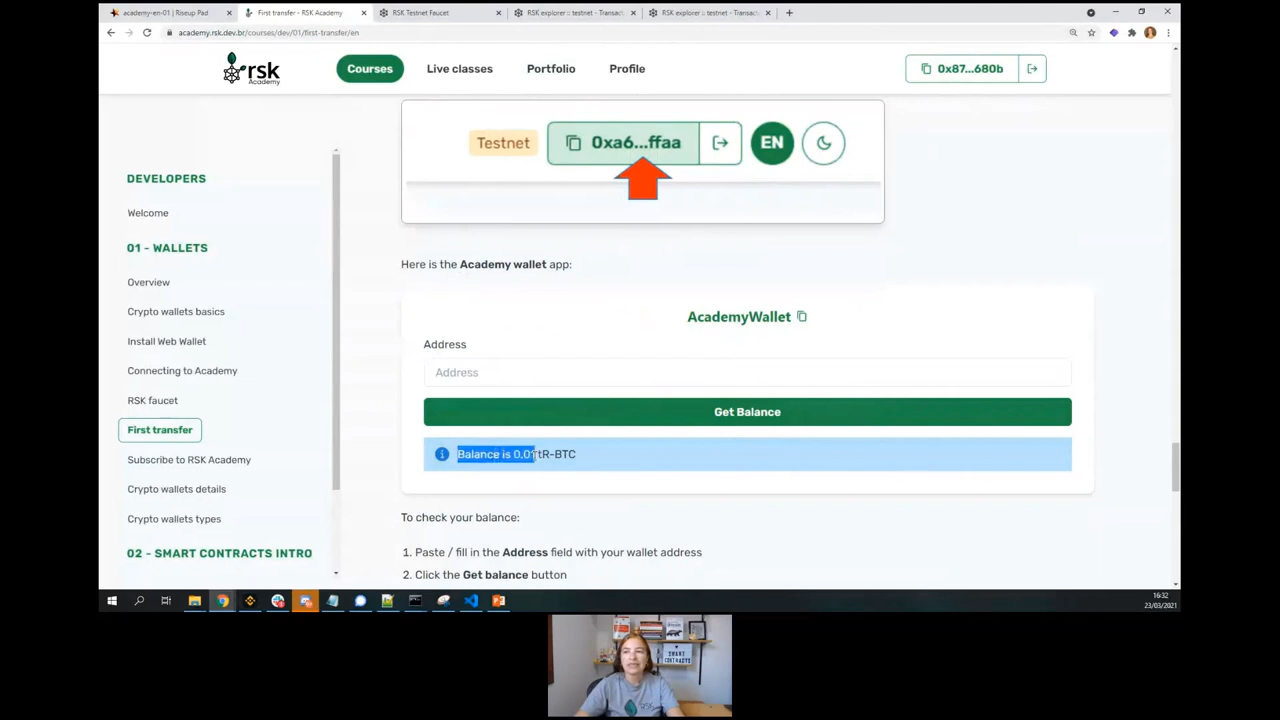 academy-en-01 | Riseup Pad
First transfer - RSK Academy
RSK Testnet Faucet
RSK explorer :: testnet - Transact
RSK explorer :: testnet - Transact
academy.rsk.dev.br/courses/dev/01/first-transfer/en
rsk
Academy
Courses
Live classes
Portfolio
Profile
0x87...680b
Testnet
0xa6...ffaa
EN
DEVELOPERS
Welcome
01 - WALLETS
Overview
Crypto wallets basics
Install Web Wallet
Connecting to Academy
RSK faucet
First transfer
Subscribe to RSK Academy
Crypto wallets details
Crypto wallets types
02 - SMART CONTRACTS INTRO
Here is the Academy wallet app:
AcademyWallet
Address
Address
Get Balance
Balance is 0.01tR-BTC
To check your balance:
1. Paste / fill in the Address field with your wallet address
2. Click the Get balance button
16:32
23/03/2021
SMART
CONTRACTS